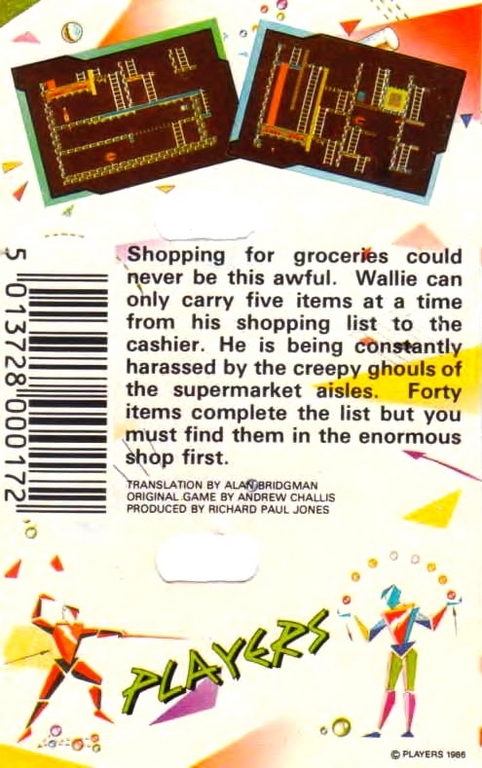 Shopping for groceries could
never be this awful. Wallie can
only carry five items at a time
from his shopping list to the
cashier. He is being constantly
harassed by the creepy ghouls of
the supermarket aisles. Forty
items complete the list but you
must find them in the enormous
shop first.
TRANSLATION BY ALAN BRIDGMAN
ORIGINAL GAME BY ANDREW CHALLIS
PRODUCED BY RICHARD PAUL JONES
5 013728 000172
PLAYERS
© PLAYERS 1986